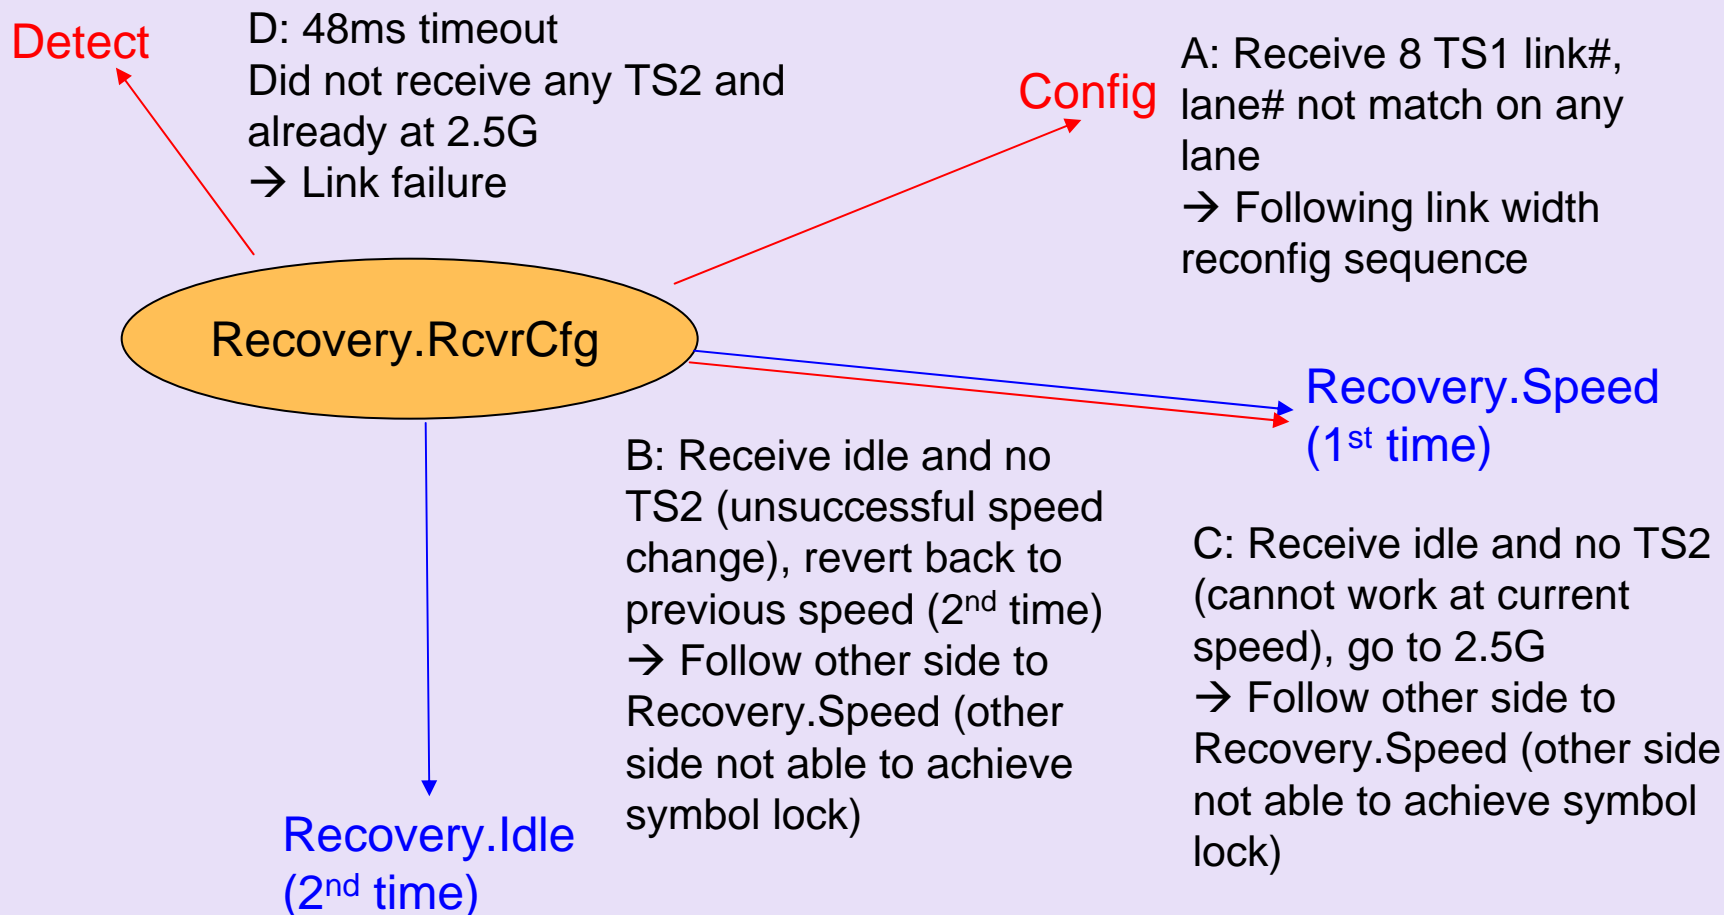 Detect
D: 48ms timeout
Did not receive any TS2 and
already at 2.5G
→ Link failure
Config
A: Receive 8 TS1 link#,
lane# not match on any
lane
→ Following link width
reconfig sequence
Recovery.RcvrCfg
Recovery.Speed
(1st time)
B: Receive idle and no
TS2 (unsuccessful speed
change), revert back to
previous speed (2nd time)
→ Follow other side to
Recovery.Speed (other
side not able to achieve
symbol lock)
C: Receive idle and no TS2
(cannot work at current
speed), go to 2.5G
→ Follow other side to
Recovery.Speed (other side
not able to achieve symbol
lock)
Recovery.Idle
(2nd time)